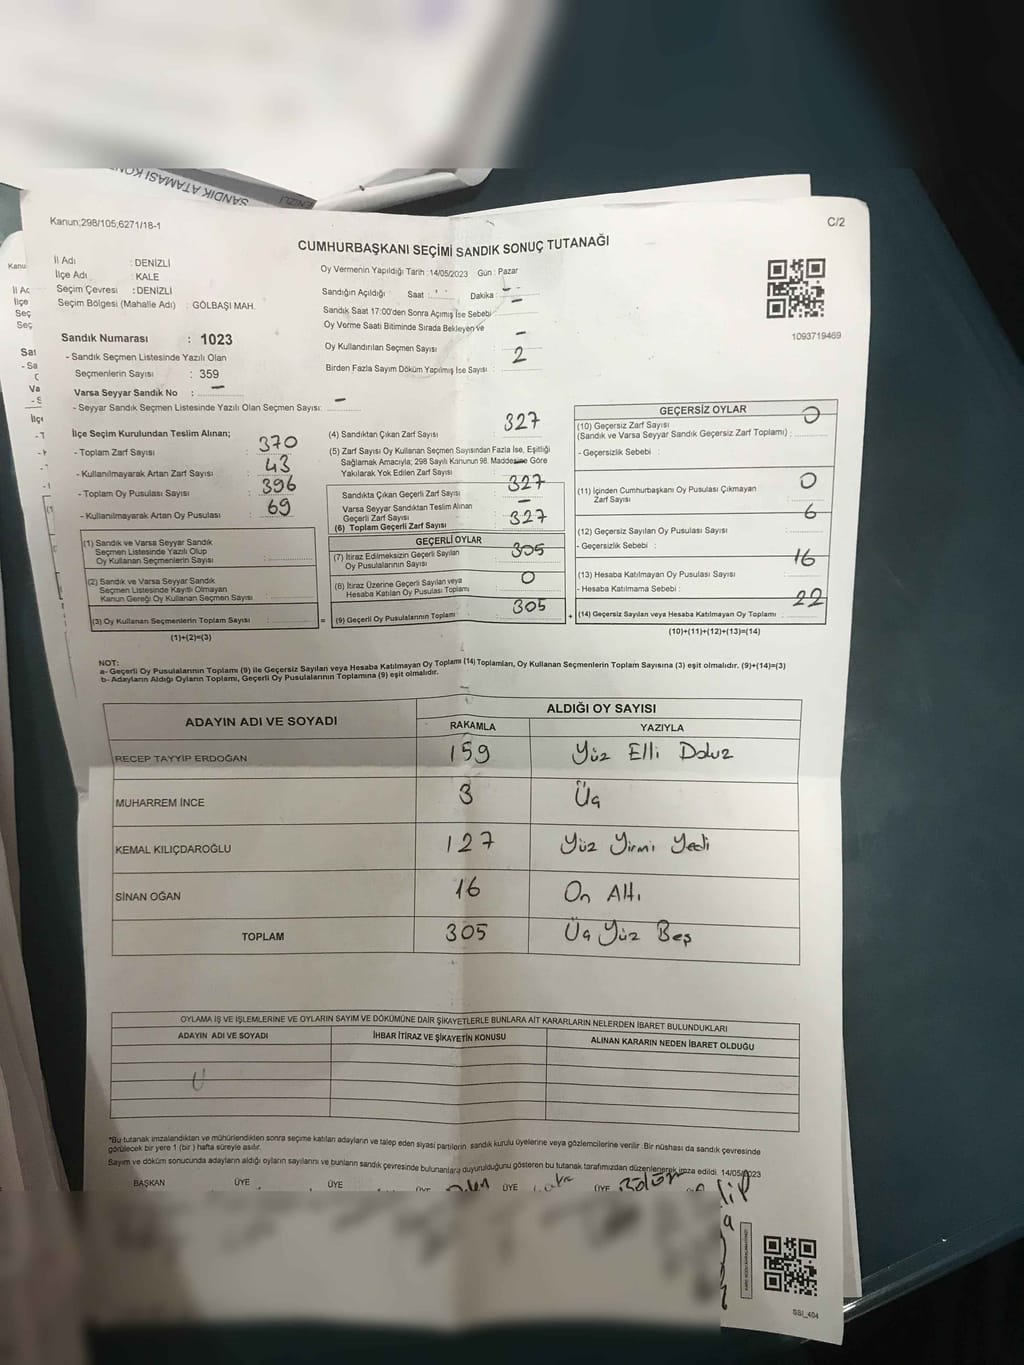 SANDIK ATAMASI KON
DENİZLİ
Kanun;298/105;6271/18-1
C/2
CUMHURBAŞKANI SEÇİMİ SANDIK SONUÇ TUTANAĞI
İl Adı : DENİZLİ
İlçe Adı : KALE
Seçim Çevresi : DENİZLİ
Seçim Bölgesi (Mahalle Adı) : GÖLBAŞI MAH.
Oy Vermenin Yapıldığı Tarih :14/05/2023 Gün : Pazar
Sandığın Açıldığı Saat : Dakika :
Sandık Saat 17:00'den Sonra Açımış İse Sebebi
Oy Verme Saati Bitiminde Sırada Bekleyen ve
Oy Kullandırılan Seçmen Sayısı : –
Birden Fazla Sayım Döküm Yapılmış İse Sayısı : 2
1093719469
Sandık Numarası : 1023
- Sandık Seçmen Listesinde Yazılı Olan
Seçmenlerin Sayısı : 359
Varsa Seyyar Sandık No : –
- Seyyar Sandık Seçmen Listesinde Yazılı Olan Seçmen Sayısı: –
İlçe Seçim Kurulundan Teslim Alınan;
- Toplam Zarf Sayısı : 370
- Kullanılmayarak Artan Zarf Sayısı : 43
- Toplam Oy Pusulası Sayısı : 396
- Kullanılmayarak Artan Oy Pusulası : 69
(1) Sandık ve Varsa Seyyar Sandık
Seçmen Listesinde Yazılı Olup
Oy Kullanan Seçmenlerin Sayısı :
(2) Sandık ve Varsa Seyyar Sandık
Seçmen Listesinde Kayıtlı Olmayan
Kanun Gereği Oy Kullanan Seçmen Sayısı :
(3) Oy Kullanan Seçmenlerin Toplam Sayısı :
(1)+(2)=(3)
(4) Sandıktan Çıkan Zarf Sayısı : 327
(5) Zarf Sayısı Oy Kullanan Seçmen Sayısından Fazla İse, Eşitliği
Sağlamak Amacıyla; 298 Sayılı Kanunun 98. Maddesine Göre
Yakılarak Yok Edilen Zarf Sayısı :
Sandıkta Çıkan Geçerli Zarf Sayısı : 327
Varsa Seyyar Sandıktan Teslim Alınan
Geçerli Zarf Sayısı : –
(6) Toplam Geçerli Zarf Sayısı : 327
GEÇERLİ OYLAR
(7) İtiraz Edilmeksizin Geçerli Sayılan
Oy Pusulalarının Sayısı : 305
(8) İtiraz Üzerine Geçerli Sayılan veya
Hesaba Katılan Oy Pusulası Toplamı : 0
= (9) Geçerli Oy Pusulalarının Toplamı : 305
GEÇERSİZ OYLAR
(10) Geçersiz Zarf Sayısı
(Sandık ve Varsa Seyyar Sandık Geçersiz Zarf Toplamı) : 0
- Geçersizlik Sebebi :
(11) İçinden Cumhurbaşkanı Oy Pusulası Çıkmayan
Zarf Sayısı : 0
(12) Geçersiz Sayılan Oy Pusulası Sayısı : 6
- Geçersizlik Sebebi :
(13) Hesaba Katılmayan Oy Pusulası Sayısı : 16
- Hesaba Katılmama Sebebi :
+ (14) Geçersiz Sayılan veya Hesaba Katılmayan Oy Toplamı : 22
(10)+(11)+(12)+(13)=(14)
NOT:
a- Geçerli Oy Pusulalarının Toplamı (9) ile Geçersiz Sayılan veya Hesaba Katılmayan Oy Toplamı (14) Toplamları, Oy Kullanan Seçmenlerin Toplam Sayısına (3) eşit olmalıdır. (9)+(14)=(3)
b- Adayların Aldığı Oyların Toplamı, Geçerli Oy Pusulalarının Toplamına (9) eşit olmalıdır.
ADAYIN ADI VE SOYADI
ALDIĞI OY SAYISI
RAKAMLA YAZIYLA
RECEP TAYYİP ERDOĞAN 159 Yüz Elli Dokuz
MUHARREM İNCE 3 Üç
KEMAL KILIÇDAROĞLU 127 Yüz Yirmi Yedi
SİNAN OĞAN 16 On Altı
TOPLAM 305 Üç Yüz Beş
OYLAMA İŞ VE İŞLEMLERİNE VE OYLARIN SAYIM VE DÖKÜMÜNE DAİR ŞİKAYETLERLE BUNLARA AİT KARARLARIN NELERDEN İBARET BULUNDUKLARI
ADAYIN ADI VE SOYADI İHBAR İTİRAZ VE ŞİKAYETİN KONUSU ALINAN KARARIN NEDEN İBARET OLDUĞU
*Bu tutanak imzalandıktan ve mühürlendikten sonra seçime katılan adayların ve talep eden siyasi partilerin sandık kurulu üyelerine veya gözlemcilerine verilir. Bir nüshası da sandık çevresinde
görülecek bir yere 1 (bir) hafta süreyle asılır.
Sayım ve döküm sonucunda adayların aldığı oyların sayılarını ve bunların sandık çevresinde bulunanlara duyurulduğunu gösteren bu tutanak tarafımızdan düzenlenerek imza edildi. 14/05/2023
BAŞKAN ÜYE ÜYE ÜYE ÜYE ÜYE
SSI_404